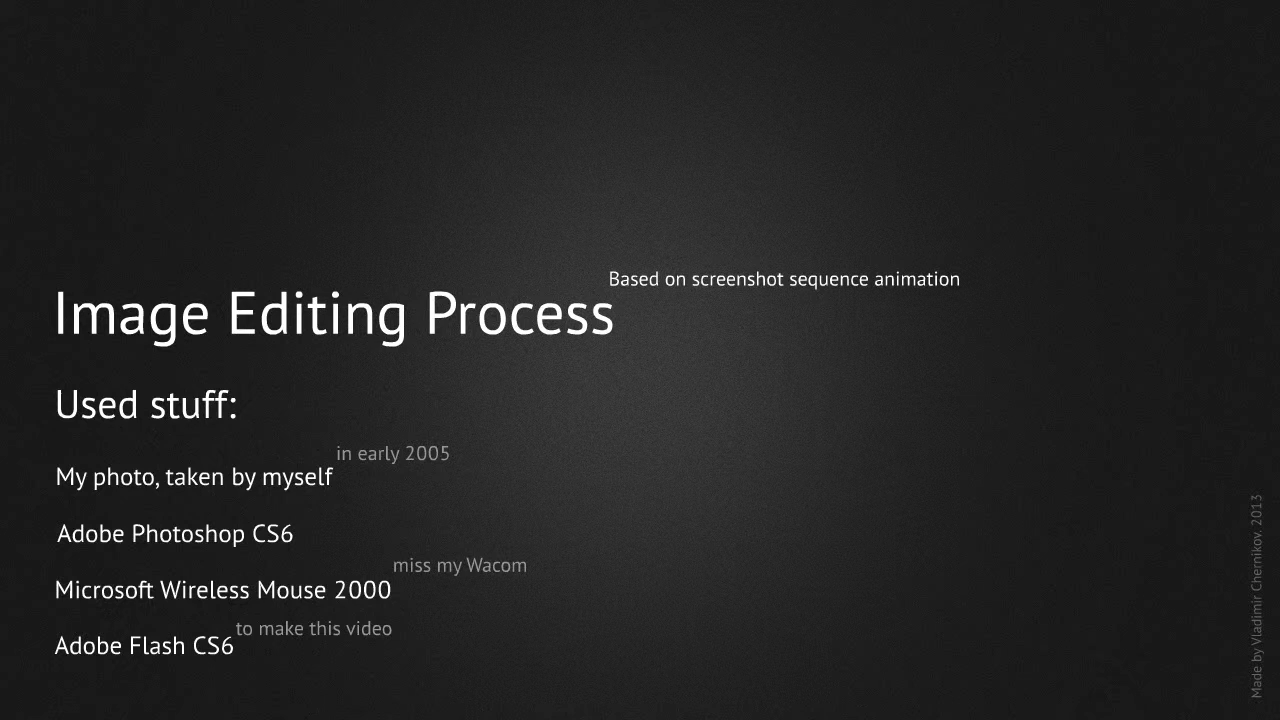 Based on screenshot sequence animation
Image Editing Process
Used stuff:
in early 2005
My photo, taken by myself
Adobe Photoshop CS6
miss my Wacom
Microsoft Wireless Mouse 2000
to make this video
Adobe Flash CS6
Made by Vladimir Chernikov, 2013